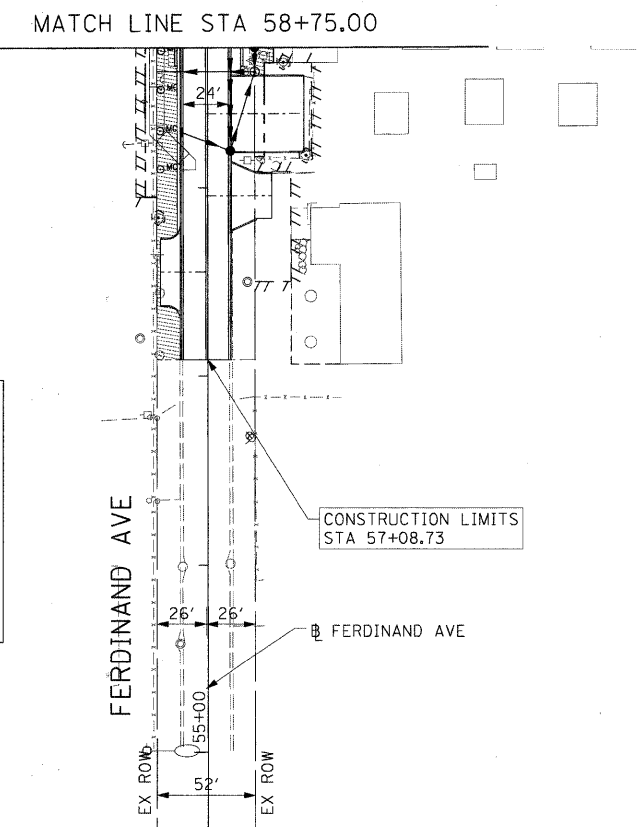 MATCH LINE STA 58+75.00
24'
MC
MC
MC
CONSTRUCTION LIMITS
STA 57+08.73
FERDINAND AVE
26'
26'
℄ FERDINAND AVE
55+00
52'
EX ROW
EX ROW